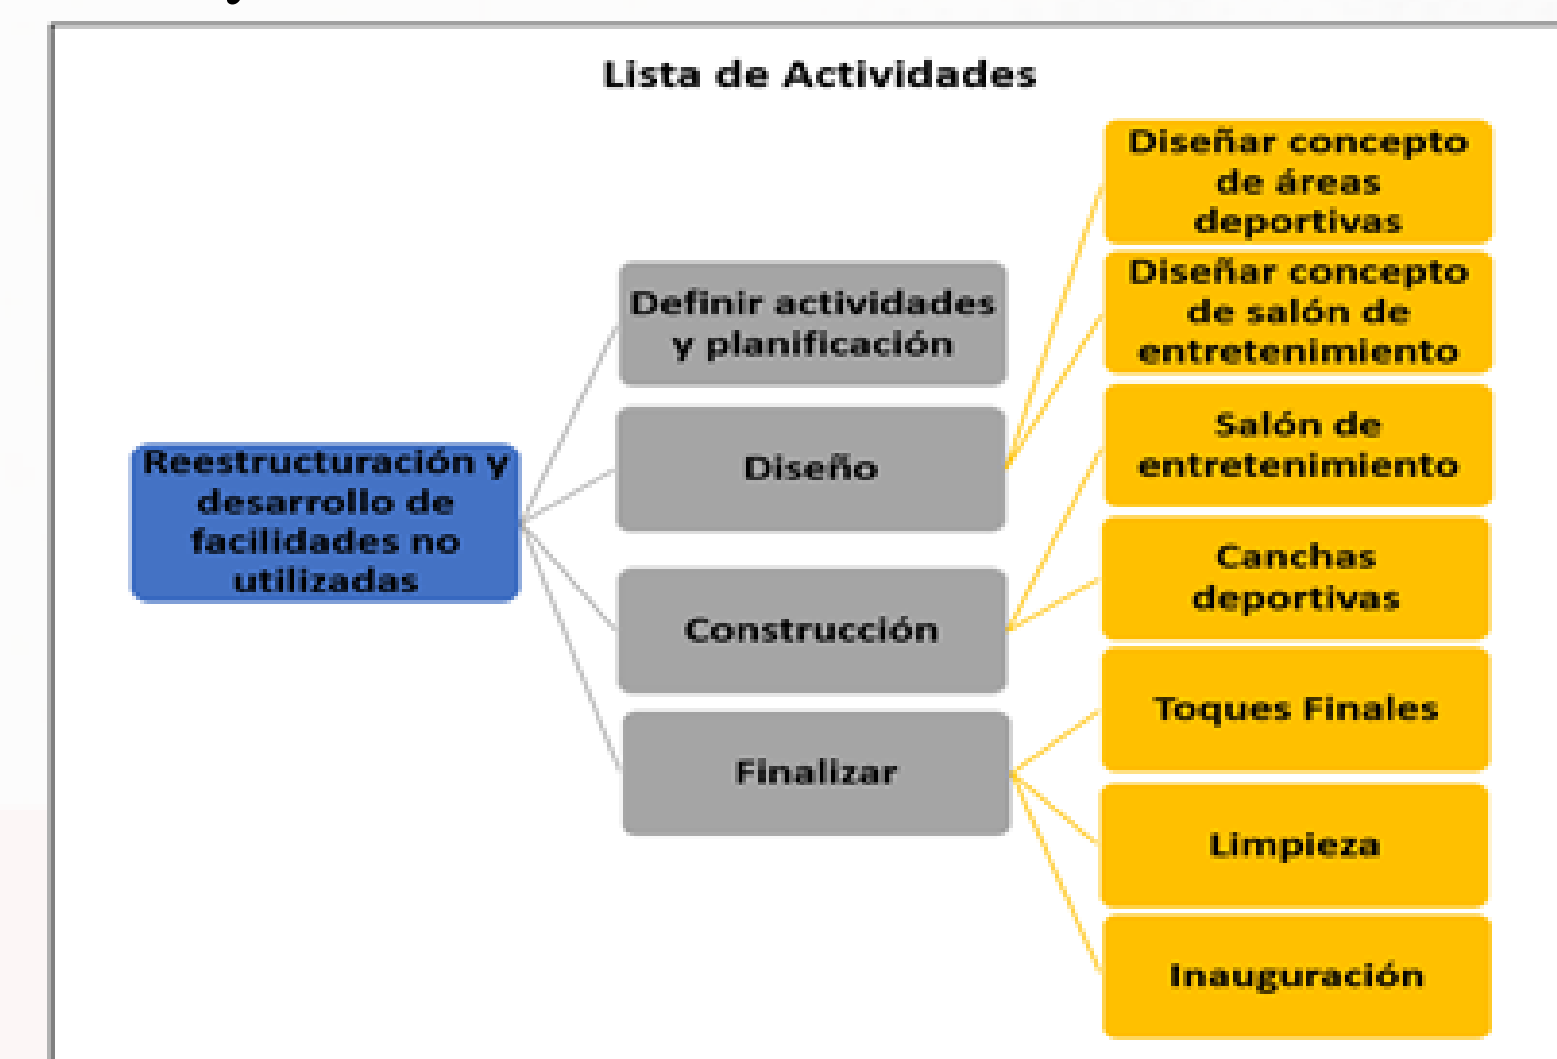 Lista de Actividades
Reestructuración y
desarrollo de
facilidades no
utilizadas
Definir actividades
y planificación
Diseño
Construcción
Finalizar
Diseñar concepto
de áreas
deportivas
Diseñar concepto
de salón de
entretenimiento
Salón de
entretenimiento
Canchas
deportivas
Toques Finales
Limpieza
Inauguración